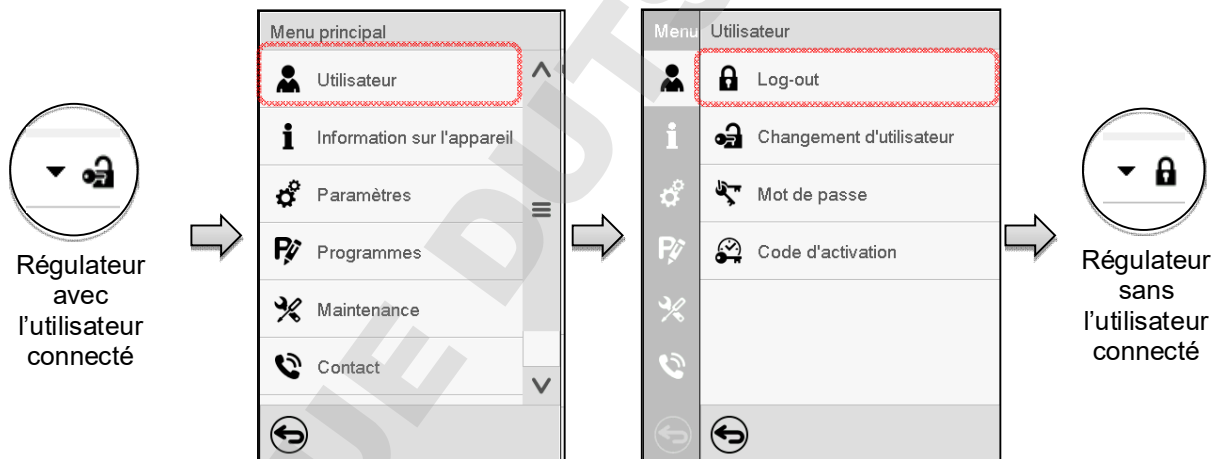 Régulateur
avec
l'utilisateur
connecté
Menu principal
Utilisateur
Information sur l'appareil
Paramètres
Programmes
Maintenance
Contact
Menu
Utilisateur
Log-out
Changement d'utilisateur
Mot de passe
Code d'activation
Régulateur
sans
l'utilisateur
connecté